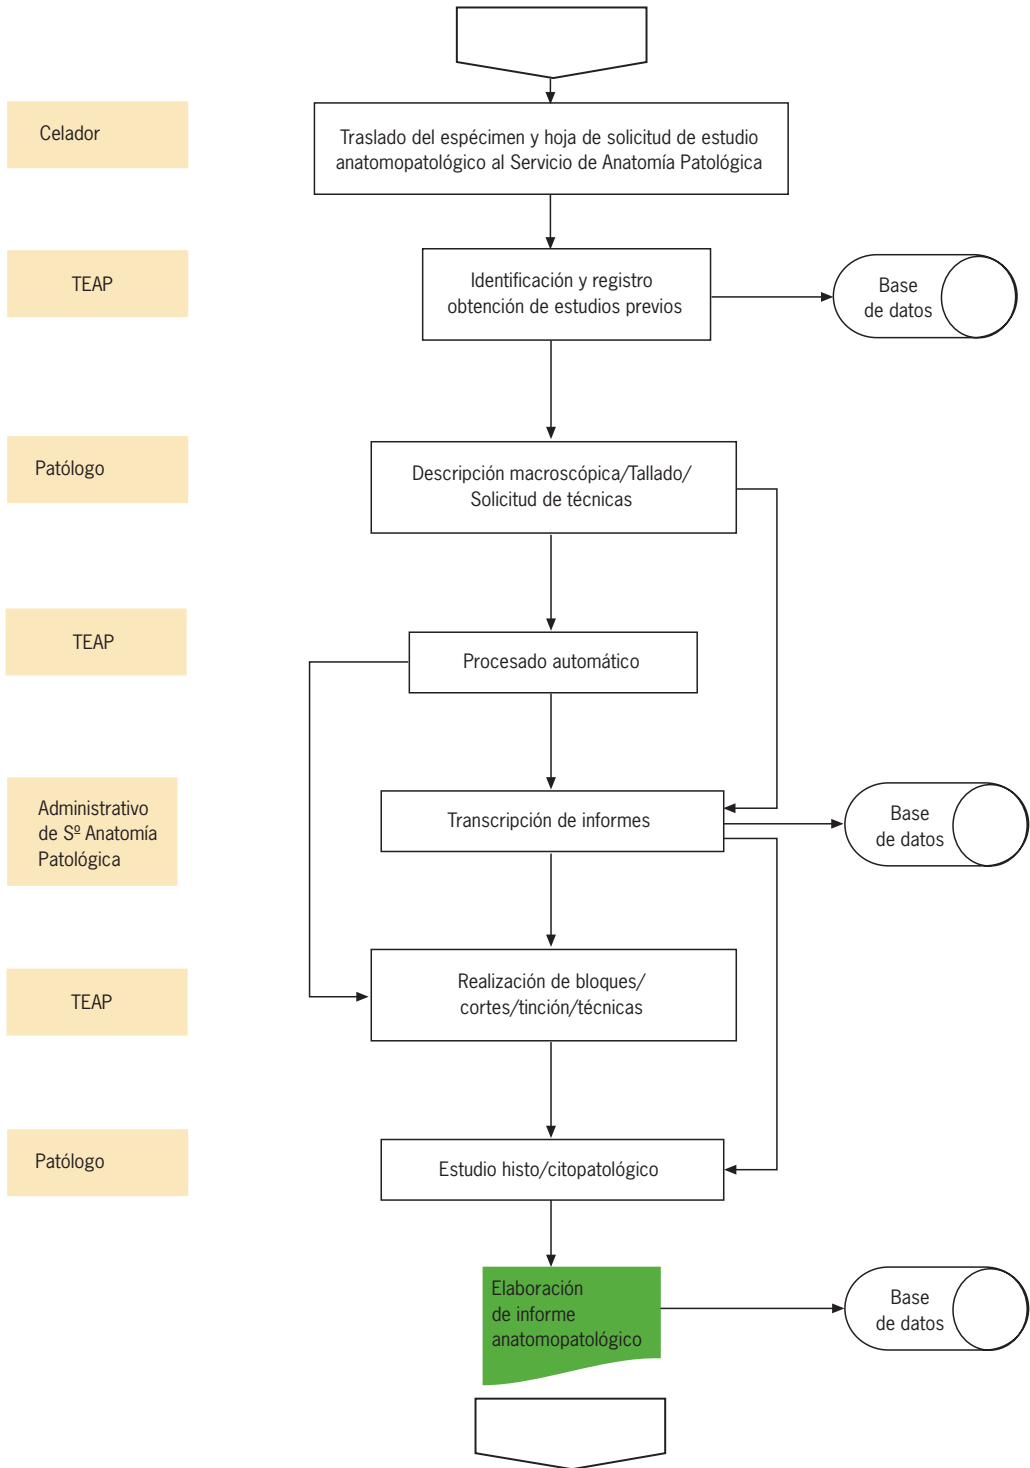 Celador
Traslado del espécimen y hoja de solicitud de estudio
anatomopatológico al Servicio de Anatomía Patológica
TEAP
Identificación y registro
obtención de estudios previos
Base
de datos
Patólogo
Descripción macroscópica/Tallado/
Solicitud de técnicas
TEAP
Procesado automático
Administrativo
de Sº Anatomía
Patológica
Transcripción de informes
Base
de datos
TEAP
Realización de bloques/
cortes/tinción/técnicas
Patólogo
Estudio histo/citopatológico
Elaboración
de informe
anatomopatológico
Base
de datos